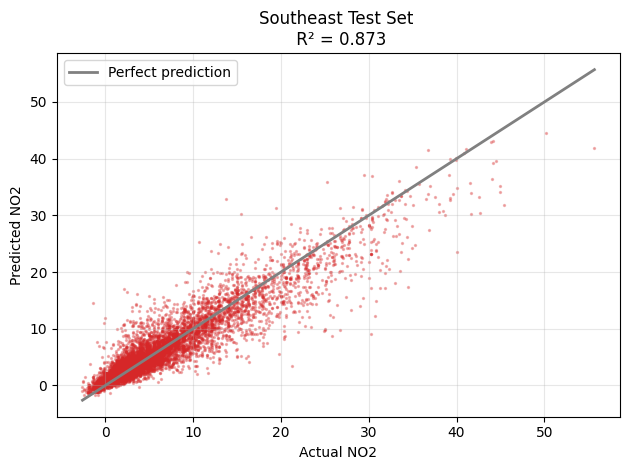 Southeast Test Set
R² = 0.873
Perfect prediction
50
40
30
20
10
0
Predicted NO2
0 10 20 30 40 50
Actual NO2